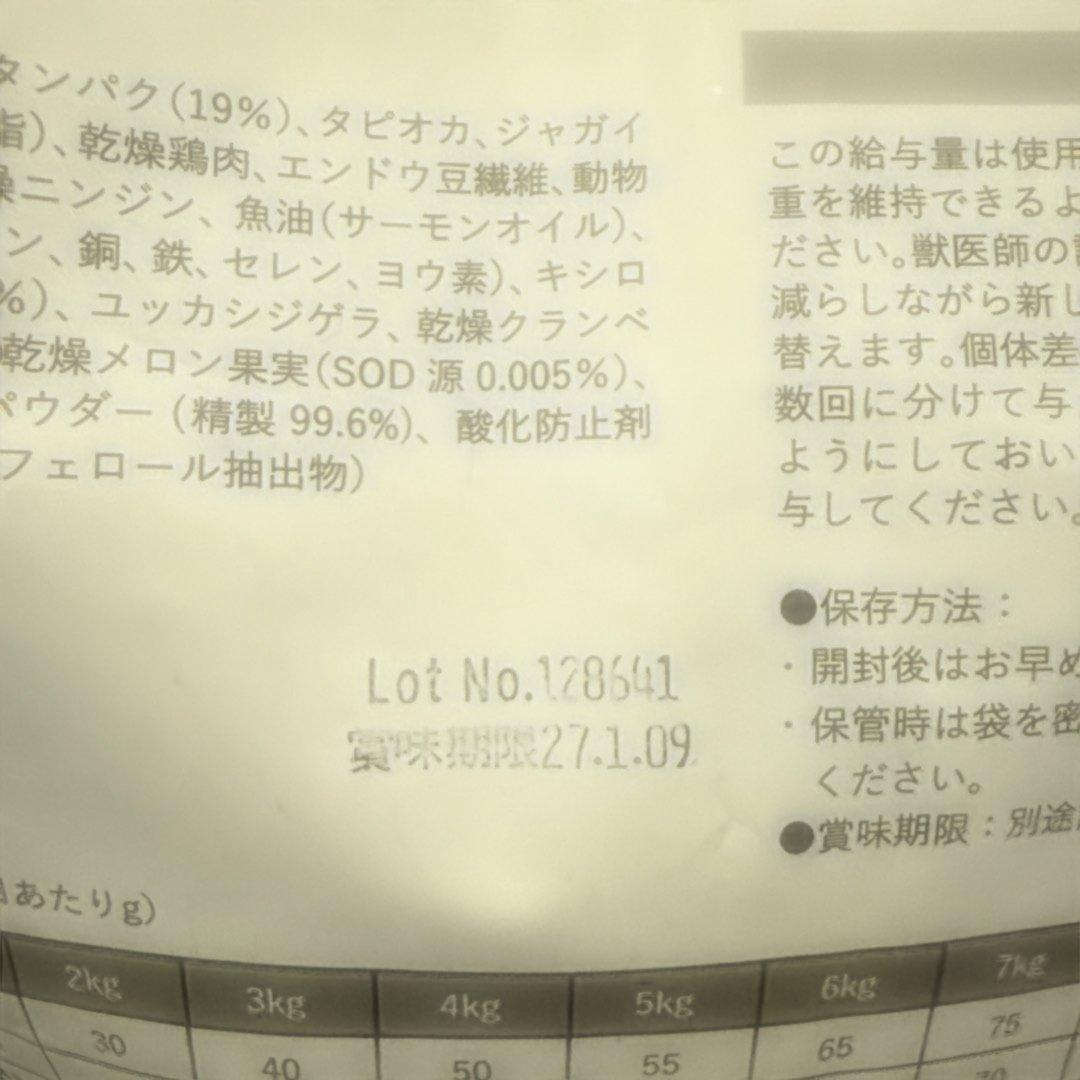 タンパク(19%)、タピオカ、ジャガイ
脂)、乾燥鶏肉、エンドウ豆繊維、動物
燥ニンジン、魚油(サーモンオイル)、
ン、銅、鉄、セレン、ヨウ素)、キシロ
%)、ユッカシジゲラ、乾燥クランベ
乾燥メロン果実(SOD 源 0.005%)、
パウダー (精製 99.6%)、酸化防止剤
フェロール抽出物)
Lot No.128641
賞味期限27.1.09
この給与量は使用
重を維持できるよ
ださい。獣医師の
減らしながら新し
替えます。個体差
数回に分けて与
ようにしておい
与してください。
●保存方法：
・開封後はお早め
・保管時は袋を密
ください。
●賞味期限：別途
あたりg)
2kg 3kg 4kg 5kg 6kg 7kg
30 40 50 55 65 75